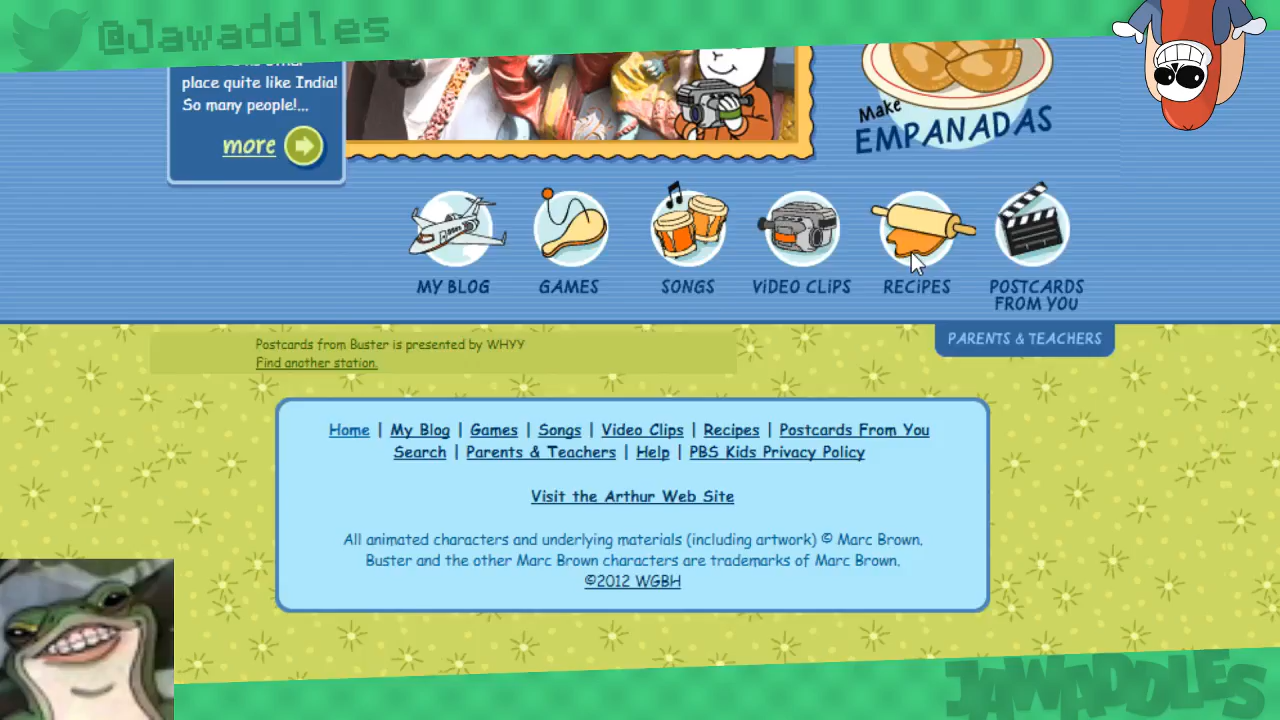 @Jawaddles
place quite like India!
So many people!...
more
Make
EMPANADAS
MY BLOG
GAMES
SONGS
ViDEO CLiPS
RECiPES
POSTCARDS
FROM YOU
PARENTS & TEACHERS
Postcards from Buster is presented by WHYY
Find another station.
Home | My Blog | Games | Songs | Video Clips | Recipes | Postcards From You
Search | Parents & Teachers | Help | PBS Kids Privacy Policy
Visit the Arthur Web Site
All animated characters and underlying materials (including artwork) © Marc Brown.
Buster and the other Marc Brown characters are trademarks of Marc Brown.
©2012 WGBH
JAWADDLES